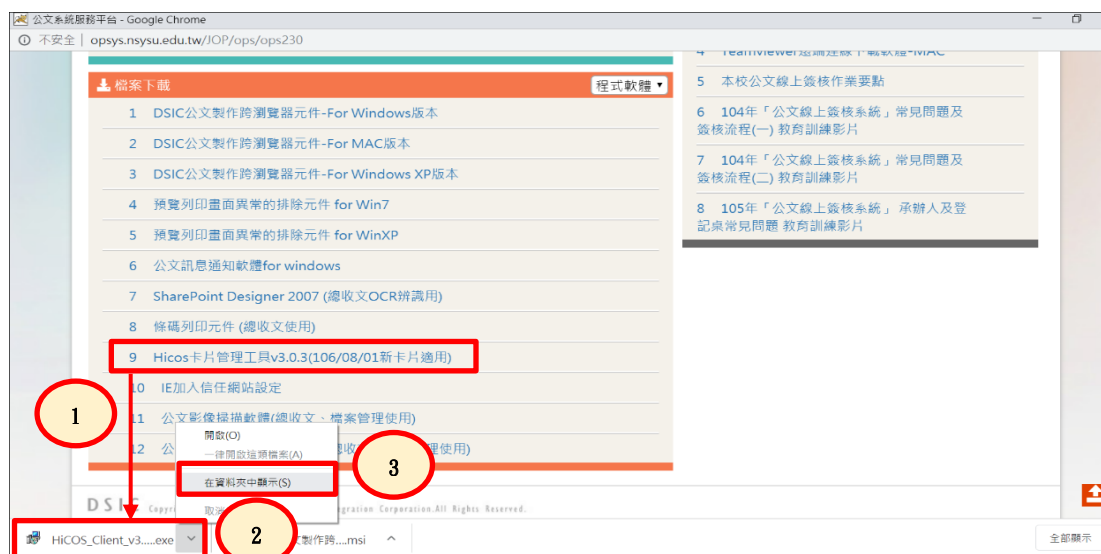 公文系統服務平台 - Google Chrome
不安全 | opsys.nsysu.edu.tw/JOP/ops/ops230
檔案下載
程式軟體
1 DSIC公文製作跨瀏覽器元件-For Windows版本
2 DSIC公文製作跨瀏覽器元件-For MAC版本
3 DSIC公文製作跨瀏覽器元件-For Windows XP版本
4 預覽列印畫面異常的排除元件 for Win7
5 預覽列印畫面異常的排除元件 for WinXP
6 公文訊息通知軟體for windows
7 SharePoint Designer 2007 (總收文OCR辨識用)
8 條碼列印元件 (總收文使用)
9 Hicos卡片管理工具v3.0.3(106/08/01新卡片適用)
10 IE加入信任網站設定
11 公文影像掃描軟體(總收文、檔案管理使用)
12 公
理使用)
4 Teamviewer遠端連線下載軟體-MAC
5 本校公文線上簽核作業要點
6 104年「公文線上簽核系統」常見問題及
簽核流程(一) 教育訓練影片
7 104年「公文線上簽核系統」常見問題及
簽核流程(二) 教育訓練影片
8 105年「公文線上簽核系統」 承辦人及登
記桌常見問題 教育訓練影片
1
開啟(O)
一律開啟這類檔案(A)
在資料夾中顯示(S)
取消
3
DSIC Copyri
gration Corporation.All Rights Reserved.
HiCOS_Client_v3.....exe
2
製作跨....msi
全部顯示